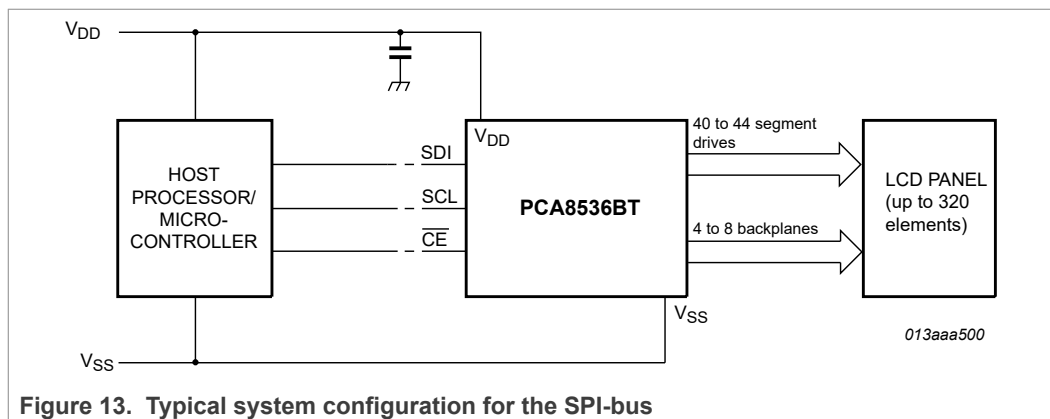 VDD
HOST
PROCESSOR/
MICRO-
CONTROLLER
SDI
SCL
CE
VDD
PCA8536BT
VSS
40 to 44 segment
drives
4 to 8 backplanes
LCD PANEL
(up to 320
elements)
VSS
013aaa500
Figure 13. Typical system configuration for the SPI-bus